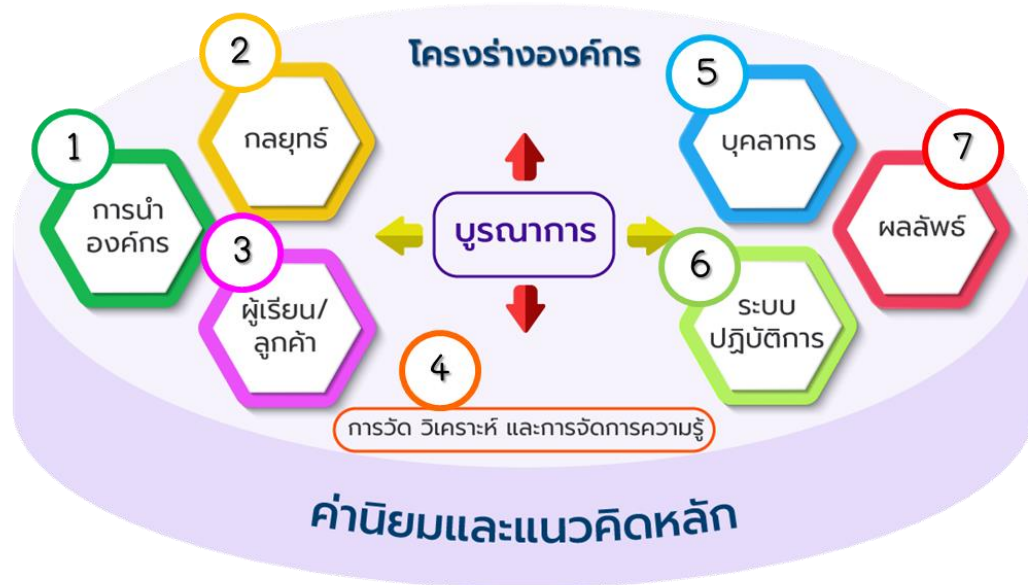 โครงร่างองค์กร
1
การนำ
องค์กร
2
กลยุทธ์
3
ผู้เรียน/
ลูกค้า
บูรณาการ
5
บุคลากร
6
ระบบ
ปฏิบัติการ
7
ผลลัพธ์
4
การวัด วิเคราะห์ และการจัดการความรู้
ค่านิยมและแนวคิดหลัก